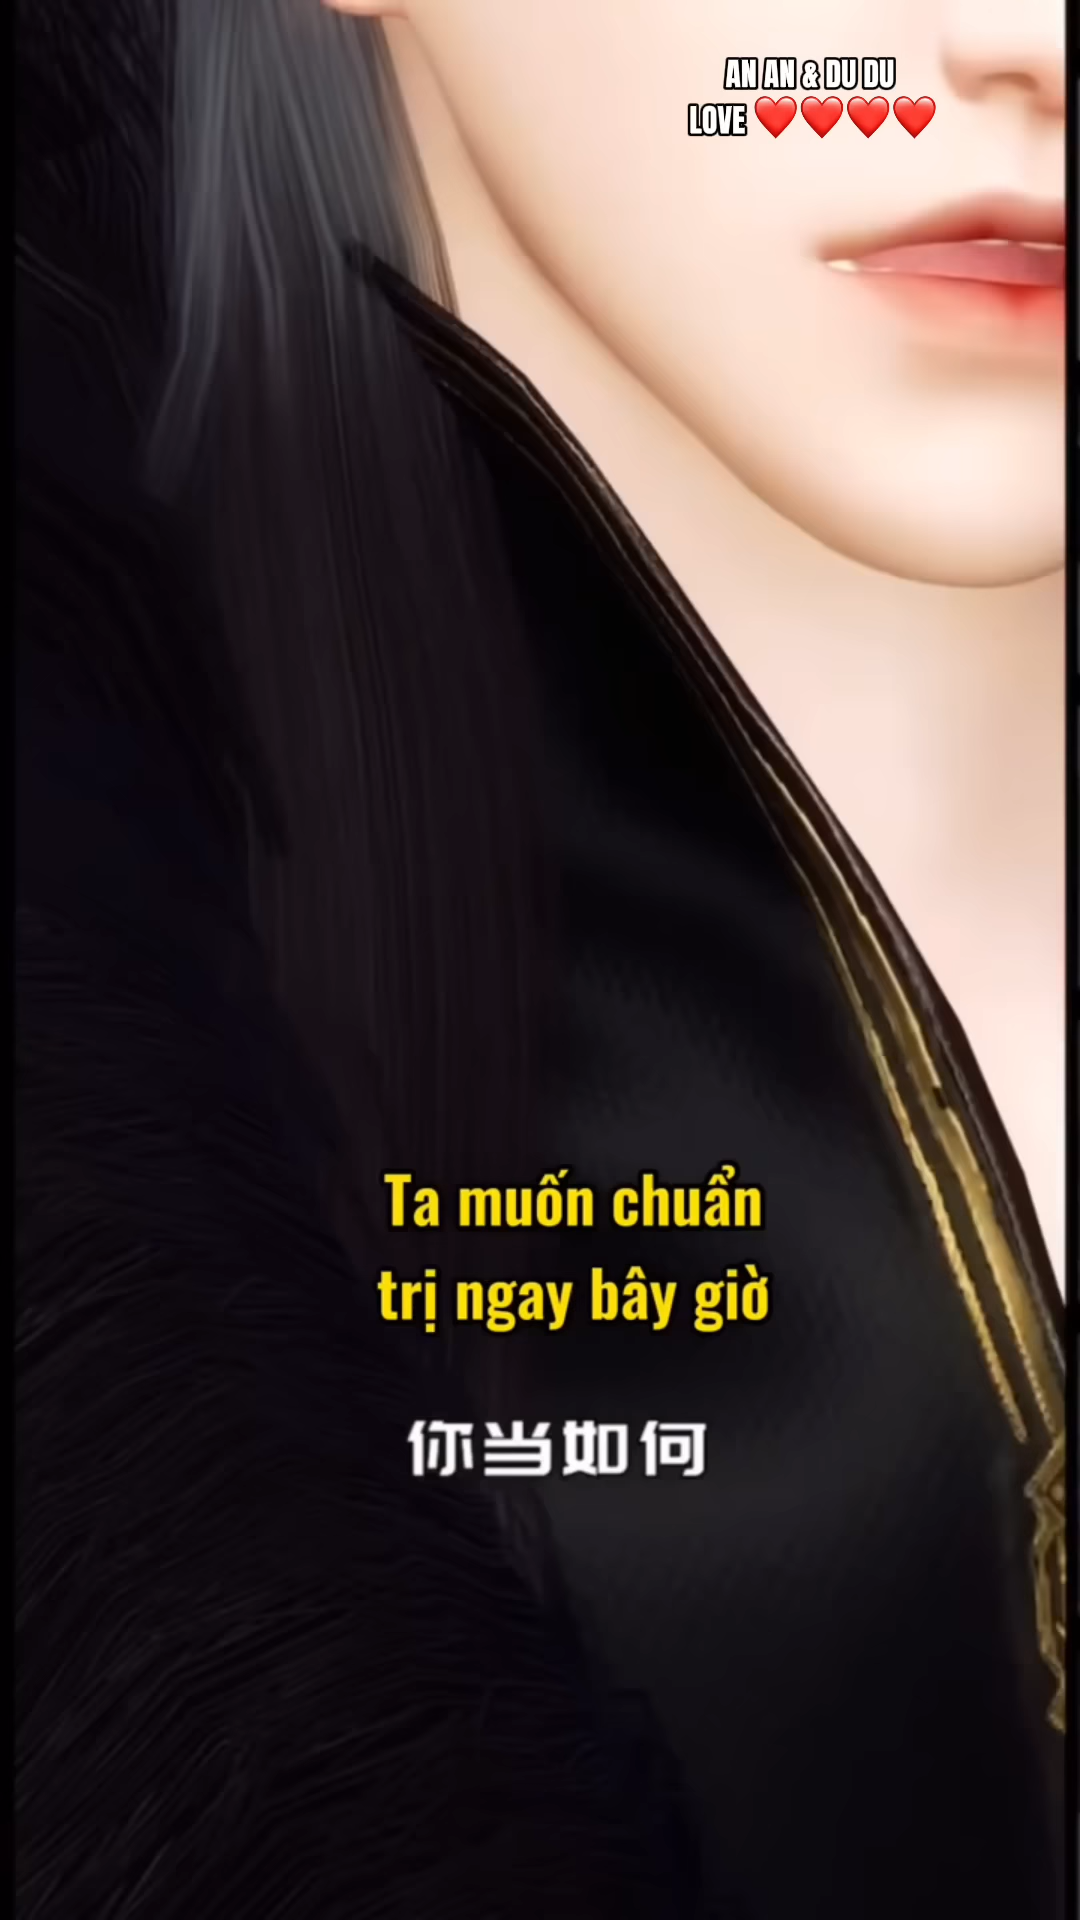 AN AN & DU DU
LOVE ❤️❤️❤️❤️
Ta muốn chuẩn
trị ngay bây giờ
你当如何